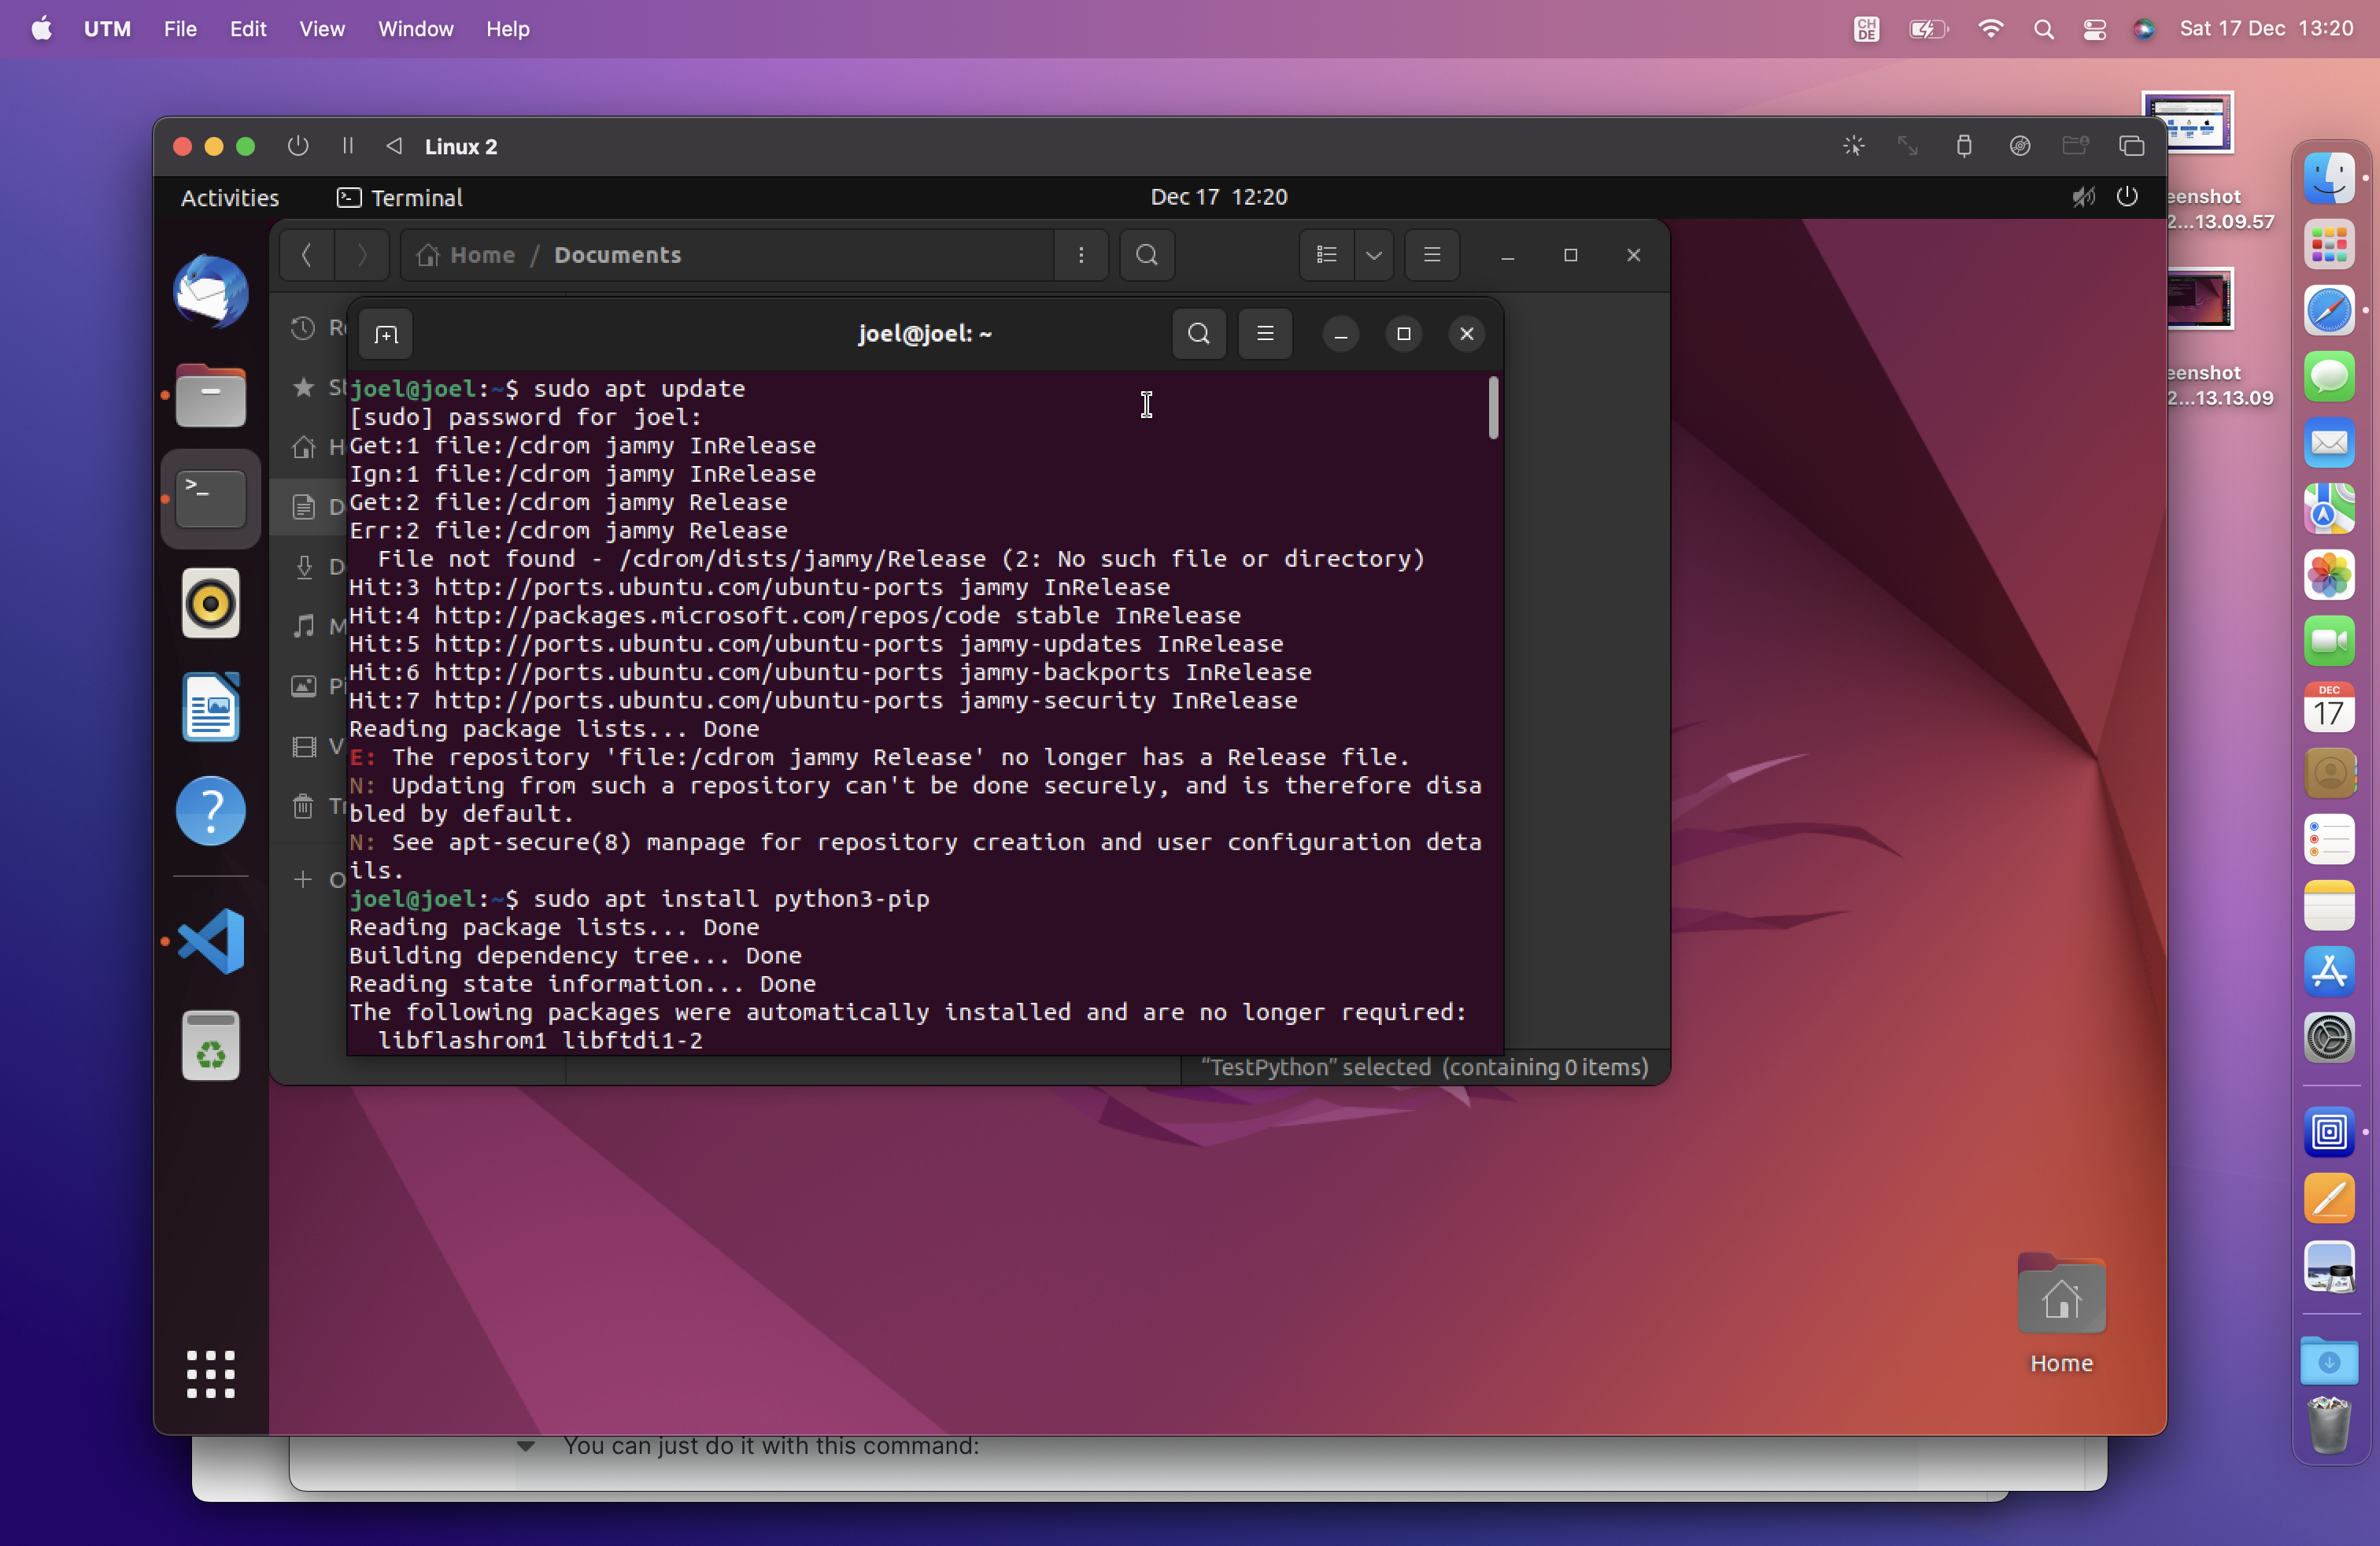 UTM File Edit View Window Help
CH
DE
Sat 17 Dec 13:20
Linux 2
Activities
Terminal
Dec 17 12:20
eenshot
2...13.09.57
Home / Documents
joel@joel: ~
eenshot
2...13.13.09
joel@joel:~$ sudo apt update
[sudo] password for joel:
Get:1 file:/cdrom jammy InRelease
Ign:1 file:/cdrom jammy InRelease
Get:2 file:/cdrom jammy Release
Err:2 file:/cdrom jammy Release
File not found - /cdrom/dists/jammy/Release (2: No such file or directory)
Hit:3 http://ports.ubuntu.com/ubuntu-ports jammy InRelease
Hit:4 http://packages.microsoft.com/repos/code stable InRelease
Hit:5 http://ports.ubuntu.com/ubuntu-ports jammy-updates InRelease
Hit:6 http://ports.ubuntu.com/ubuntu-ports jammy-backports InRelease
Hit:7 http://ports.ubuntu.com/ubuntu-ports jammy-security InRelease
Reading package lists... Done
E: The repository 'file:/cdrom jammy Release' no longer has a Release file.
N: Updating from such a repository can't be done securely, and is therefore disa
bled by default.
N: See apt-secure(8) manpage for repository creation and user configuration deta
ils.
joel@joel:~$ sudo apt install python3-pip
Reading package lists... Done
Building dependency tree... Done
Reading state information... Done
The following packages were automatically installed and are no longer required:
libflashrom1 libftdi1-2
“TestPython” selected (containing 0 items)
DEC
17
Home
You can just do it with this command: